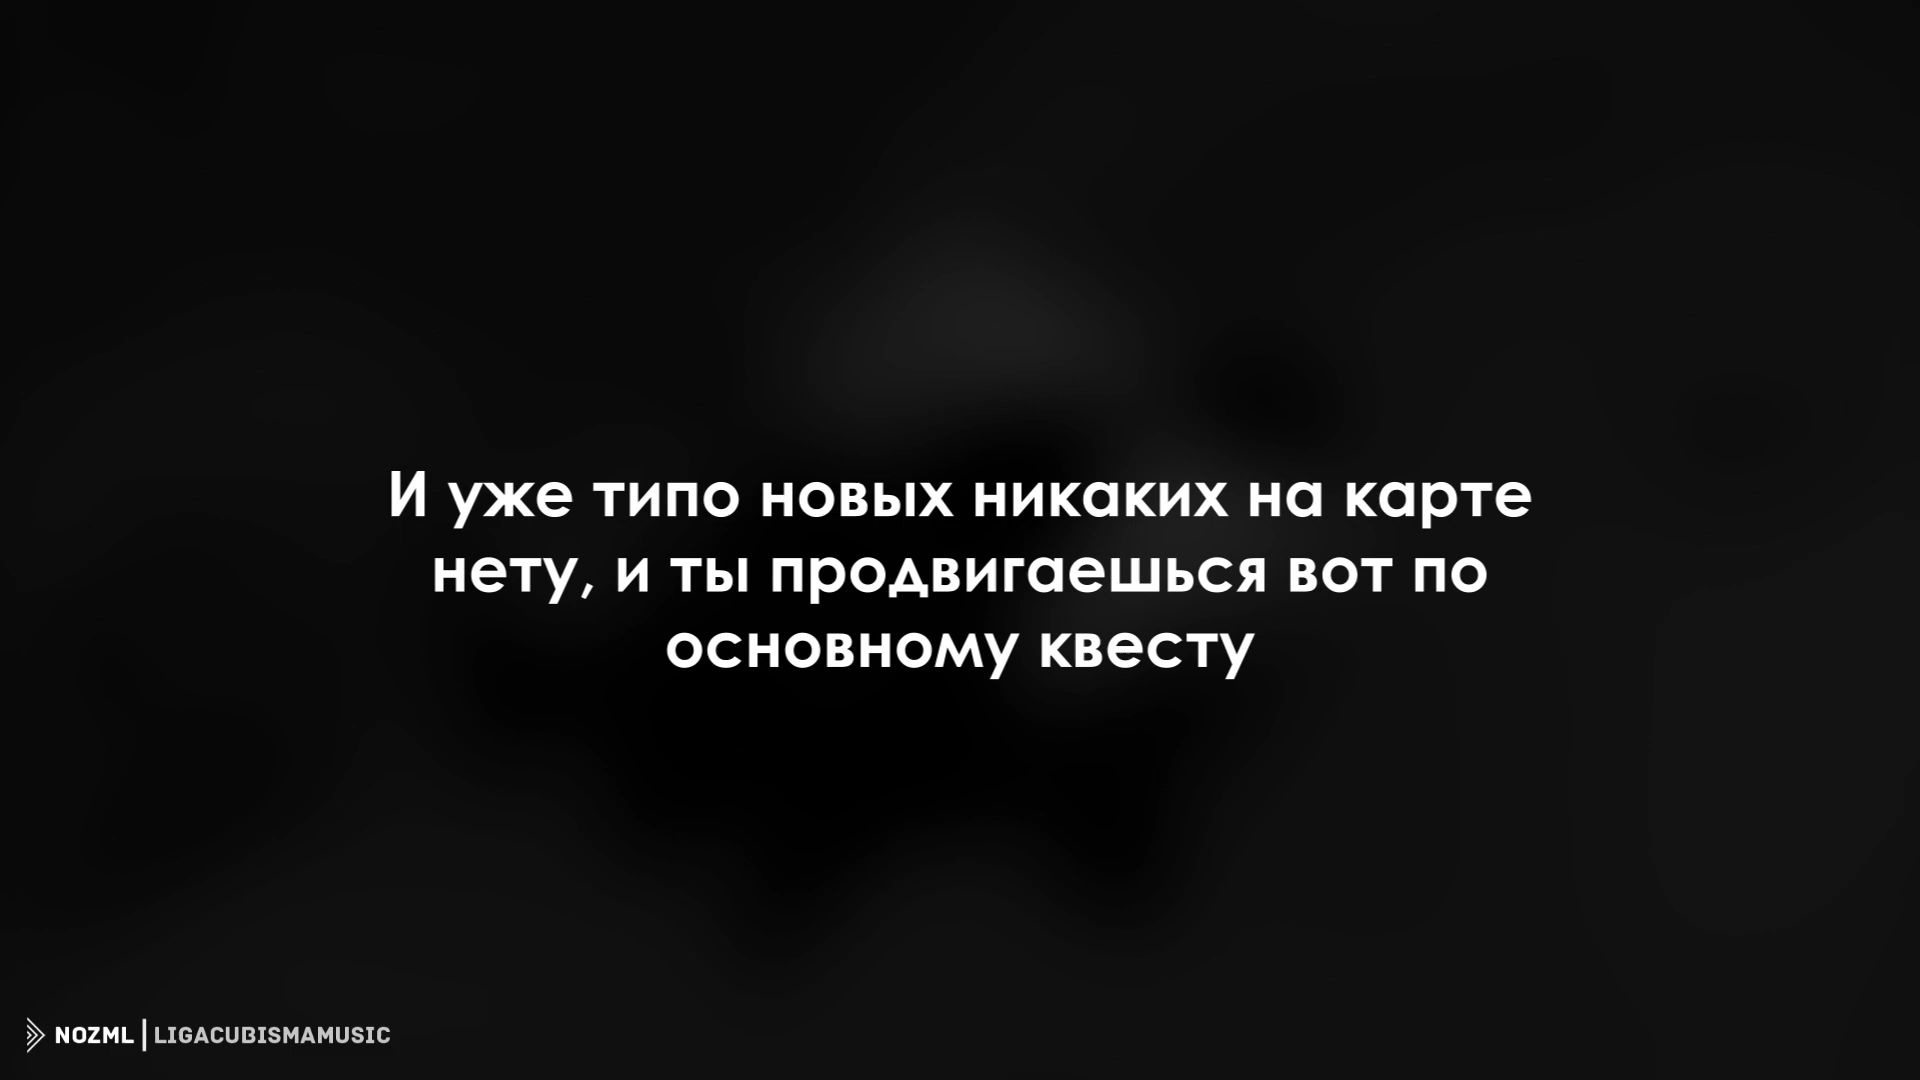 И уже типо новых никаких на карте
нету, и ты продвигаешься вот по
основному квесту
NOZML | LIGACUBISMAMUSIC